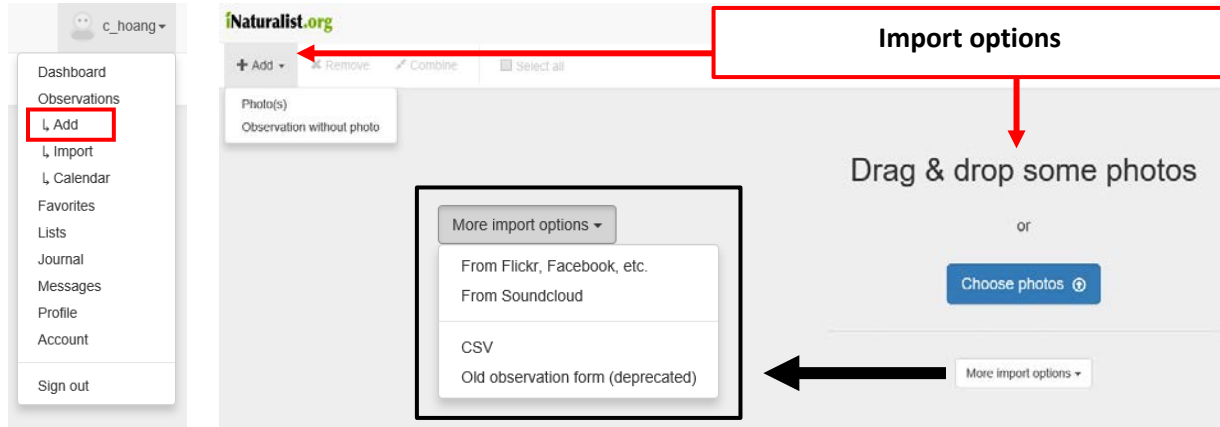 c_hoang
Dashboard
Observations
Add
Import
Calendar
Favorites
Lists
Journal
Messages
Profile
Account
Sign out
iNaturalist.org
Import options
Add Remove Combine Select all
Photo(s)
Observation without photo
More import options
From Flickr, Facebook, etc.
From Soundcloud
CSV
Old observation form (deprecated)
Drag & drop some photos
or
Choose photos
More import options